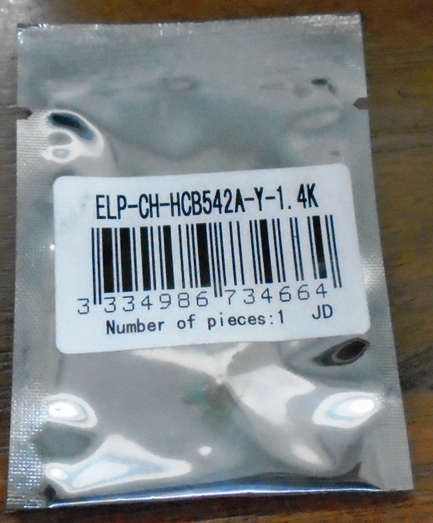 ELP-CH-HCB542A-Y-1.4K
3 334986 734664
Number of pieces:1 JD